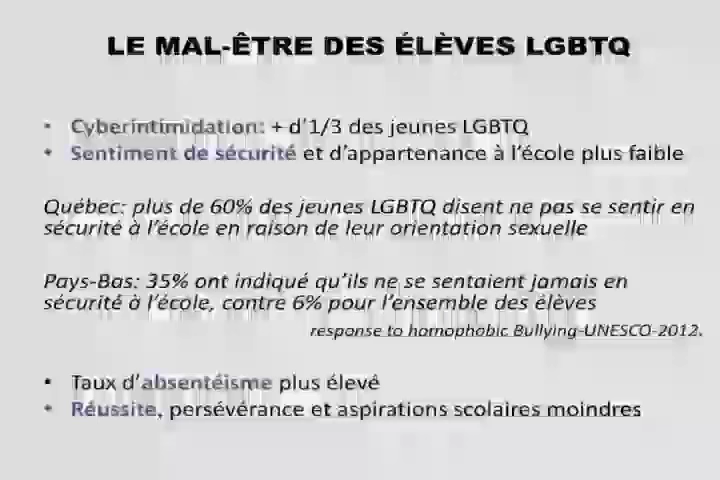 LE MAL-ÊTRE DES ÉLÈVES LGBTQ
• Cyberintimidation: + d'1/3 des jeunes LGBTQ
• Sentiment de sécurité et d'appartenance à l'école plus faible
Québec: plus de 60% des jeunes LGBTQ disent ne pas se sentir en
sécurité à l'école en raison de leur orientation sexuelle
Pays-Bas: 35% ont indiqué qu'ils ne se sentaient jamais en
sécurité à l'école, contre 6% pour l'ensemble des élèves
response to homophobic Bullying-UNESCO-2012.
• Taux d'absentéisme plus élevé
• Réussite, persévérance et aspirations scolaires moindres